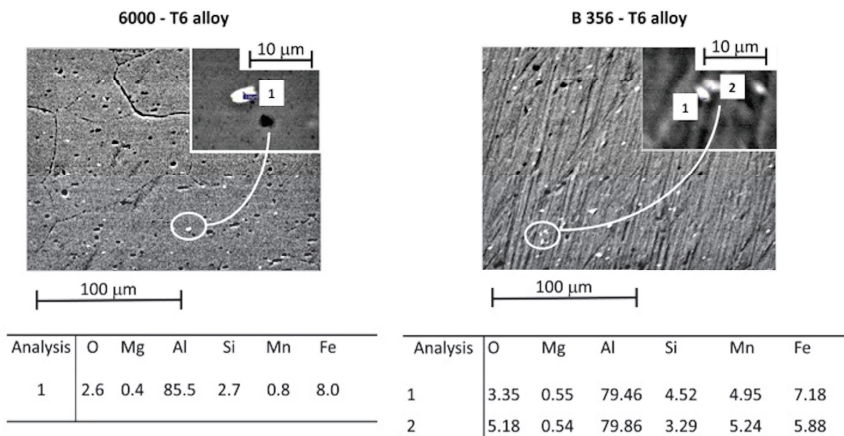 6000 - T6 alloy
10 μm
1
100 μm
Analysis O Mg Al Si Mn Fe
1 2.6 0.4 85.5 2.7 0.8 8.0
B 356 - T6 alloy
10 μm
1 2
100 μm
Analysis O Mg Al Si Mn Fe
1 3.35 0.55 79.46 4.52 4.95 7.18
2 5.18 0.54 79.86 3.29 5.24 5.88